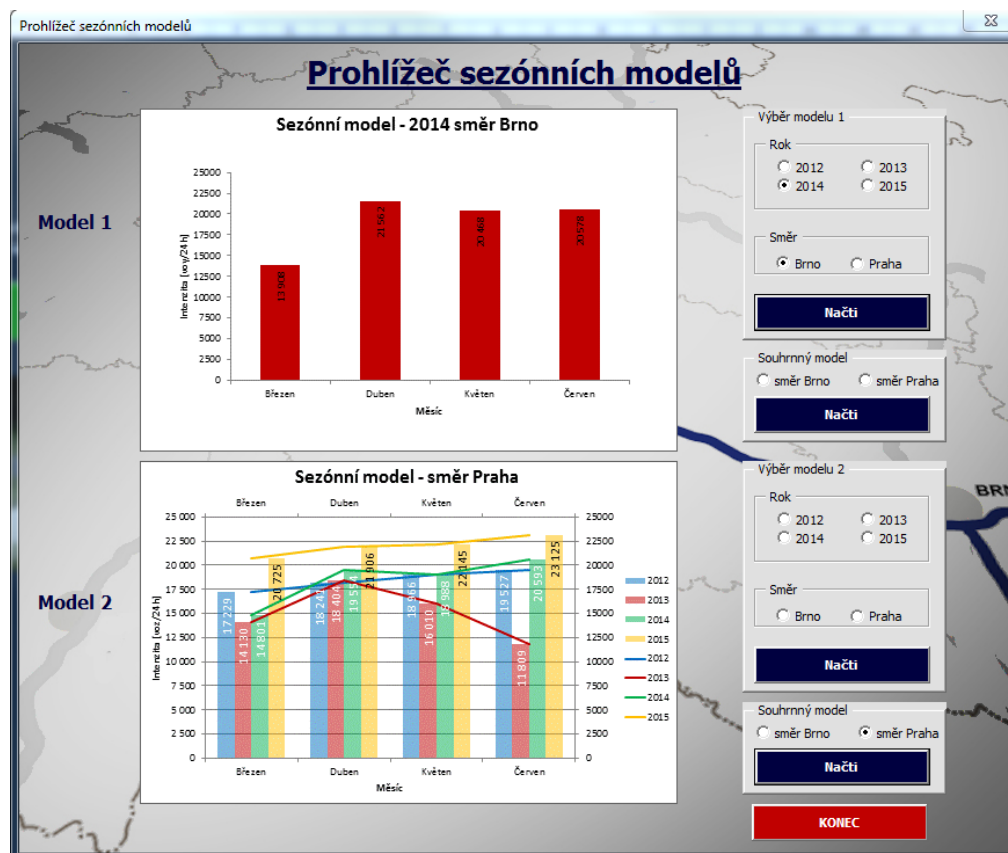 Prohlížeč sezónních modelů
Prohlížeč sezónních modelů
Model 1
Sezónní model - 2014 směr Brno
Intenzita [voy/24 h]
25000
22500
20000
17500
15000
12500
10000
7500
5000
2500
0
13 908
21 562
20 468
20 578
Březen
Duben
Květen
Červen
Měsíc
Výběr modelu 1
Rok
2012
2013
2014
2015
Směr
Brno
Praha
Načti
Souhrnný model
směr Brno
směr Praha
Načti
Model 2
Sezónní model - směr Praha
Březen
Duben
Květen
Červen
Intenzita [voz/24 h]
25 000
22 500
20 000
17 500
15 000
12 500
10 000
7 500
5 000
2 500
0
17 229
14 130
14 801
20 725
18 404
21 906
18 966
16 010
22 145
19 527
11 809
20 593
23 125
25000
22500
20000
17500
15000
12500
10000
7500
5000
2500
0
Březen
Duben
Květen
Červen
Měsíc
2012
2013
2014
2015
2012
2013
2014
2015
Výběr modelu 2
Rok
2012
2013
2014
2015
Směr
Brno
Praha
Načti
Souhrnný model
směr Brno
směr Praha
Načti
KONEC
BRN